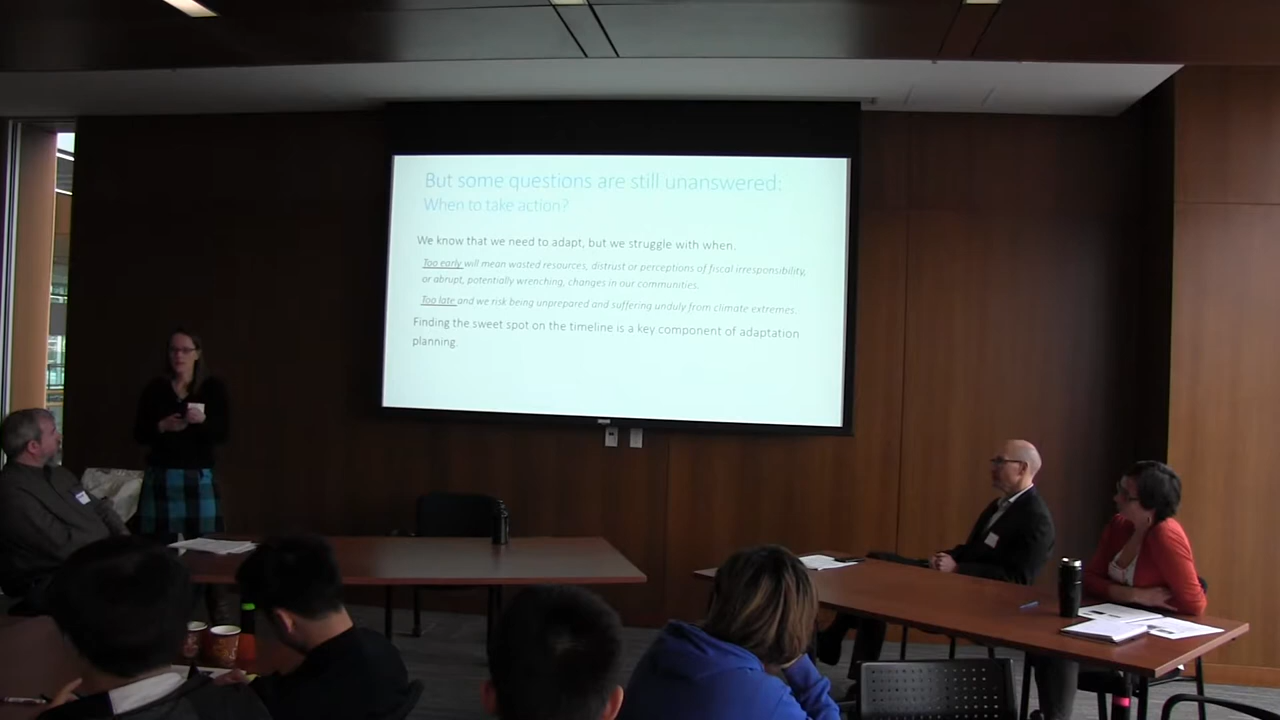 But some questions are still unanswered:
When to take action?
We know that we need to adapt, but we struggle with when.
Too early will mean wasted resources, distrust or perceptions of fiscal irresponsibility,
or abrupt, potentially wrenching, changes in our communities.
Too late and we risk being unprepared and suffering unduly from climate extremes.
Finding the sweet spot on the timeline is a key component of adaptation
planning.